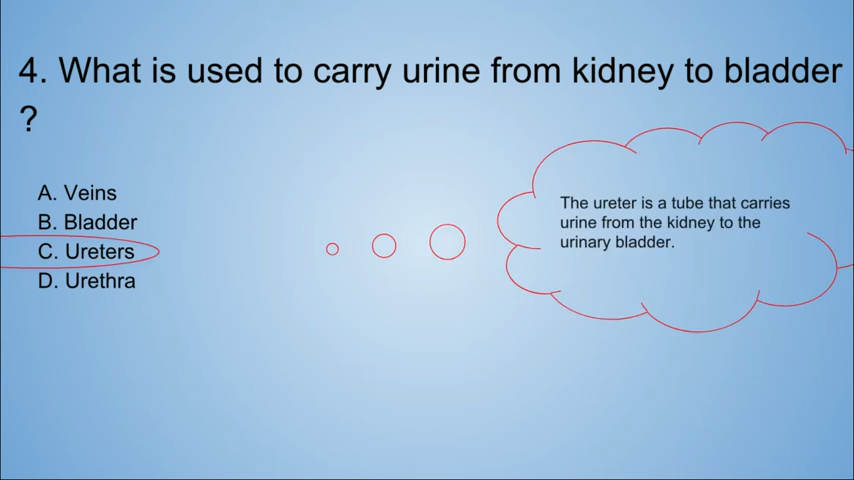 4. What is used to carry urine from kidney to bladder
?
A. Veins
B. Bladder
C. Ureters
D. Urethra
The ureter is a tube that carries
urine from the kidney to the
urinary bladder.